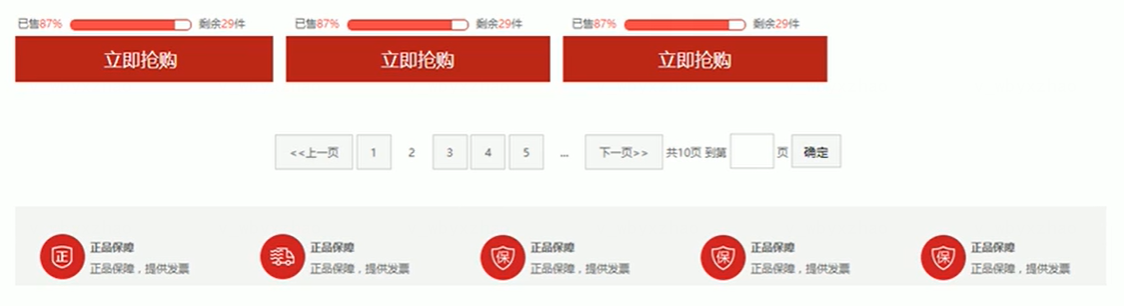 已售87% 剩余29件 已售87% 剩余29件 已售87% 剩余29件
立即抢购 立即抢购 立即抢购
<<上一页 1 2 3 4 5 ... 下一页>> 共10页 到第 页 确定
正 正品保障 保 正品保障 保 正品保障 保 正品保障 正品保障
正品保障，提供发票 正品保障，提供发票 正品保障，提供发票 正品保障，提供发票 正品保障，提供发票